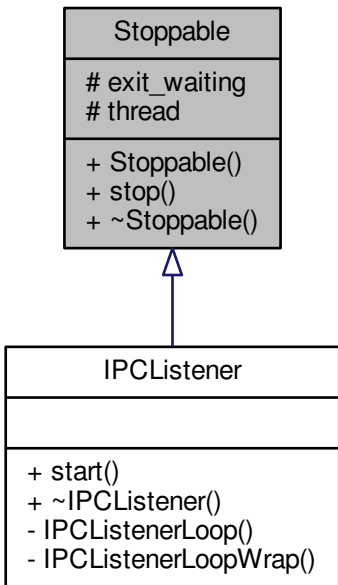 Stoppable
# exit_waiting
# thread
+ Stoppable()
+ stop()
+ ~Stoppable()
IPCListener
+ start()
+ ~IPCListener()
- IPCListenerLoop()
- IPCListenerLoopWrap()